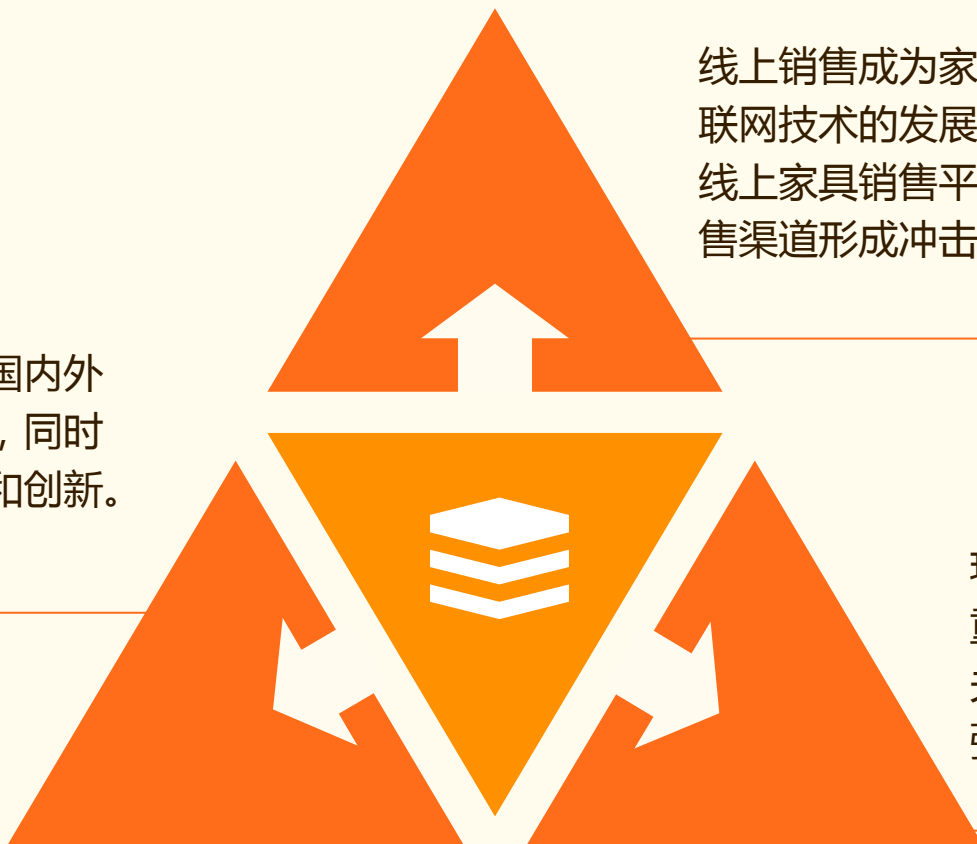 线上销售成为家
联网技术的发展
线上家具销售平
售渠道形成冲击
国内外
，同时
和创新。